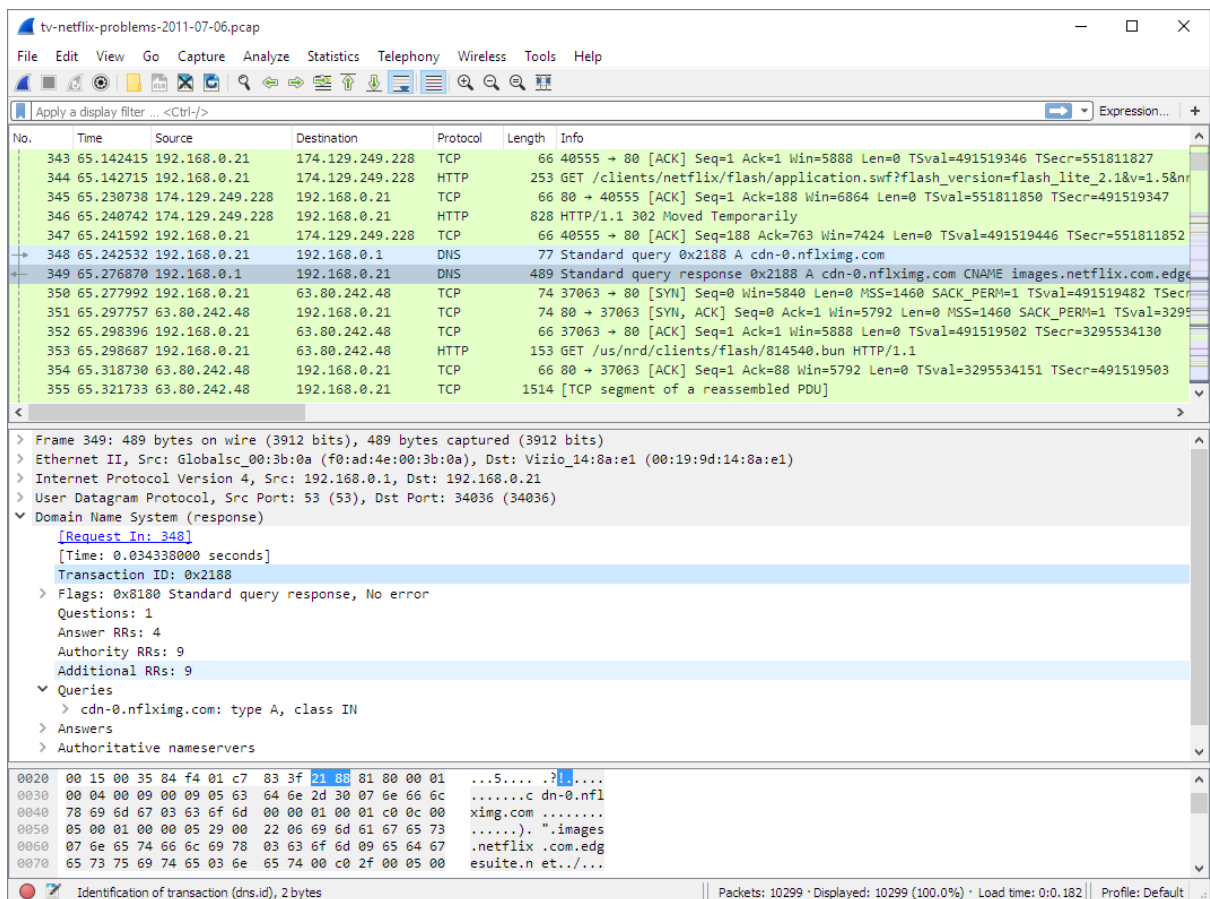 tv-netflix-problems-2011-07-06.pcap
File Edit View Go Capture Analyze Statistics Telephony Wireless Tools Help
Apply a display filter ... <Ctrl-/> Expression... +
No. Time Source Destination Protocol Length Info
343 65.142415 192.168.0.21 174.129.249.228 TCP 66 40555 → 80 [ACK] Seq=1 Ack=1 Win=5888 Len=0 TSval=491519346 TSecr=551811827
344 65.142715 192.168.0.21 174.129.249.228 HTTP 253 GET /clients/netflix/flash/application.swf?flash_version=flash_lite_2.1&v=1.5&nr
345 65.230738 174.129.249.228 192.168.0.21 TCP 66 80 → 40555 [ACK] Seq=1 Ack=188 Win=6864 Len=0 TSval=551811850 TSecr=491519347
346 65.240742 174.129.249.228 192.168.0.21 HTTP 828 HTTP/1.1 302 Moved Temporarily
347 65.241592 192.168.0.21 174.129.249.228 TCP 66 40555 → 80 [ACK] Seq=188 Ack=763 Win=7424 Len=0 TSval=491519446 TSecr=551811852
348 65.242532 192.168.0.21 192.168.0.1 DNS 77 Standard query 0x2188 A cdn-0.nflximg.com
349 65.276870 192.168.0.1 192.168.0.21 DNS 489 Standard query response 0x2188 A cdn-0.nflximg.com CNAME images.netflix.com.edge
350 65.277992 192.168.0.21 63.80.242.48 TCP 74 37063 → 80 [SYN] Seq=0 Win=5840 Len=0 MSS=1460 SACK_PERM=1 TSval=491519482 TSecr
351 65.297757 63.80.242.48 192.168.0.21 TCP 74 80 → 37063 [SYN, ACK] Seq=0 Ack=1 Win=5792 Len=0 MSS=1460 SACK_PERM=1 TSval=3295
352 65.298396 192.168.0.21 63.80.242.48 TCP 66 37063 → 80 [ACK] Seq=1 Ack=1 Win=5888 Len=0 TSval=491519502 TSecr=3295534130
353 65.298687 192.168.0.21 63.80.242.48 HTTP 153 GET /us/nrd/clients/flash/814540.bun HTTP/1.1
354 65.318730 63.80.242.48 192.168.0.21 TCP 66 80 → 37063 [ACK] Seq=1 Ack=88 Win=5792 Len=0 TSval=3295534151 TSecr=491519503
355 65.321733 63.80.242.48 192.168.0.21 TCP 1514 [TCP segment of a reassembled PDU]
> Frame 349: 489 bytes on wire (3912 bits), 489 bytes captured (3912 bits)
> Ethernet II, Src: Globalsc_00:3b:0a (f0:ad:4e:00:3b:0a), Dst: Vizio_14:8a:e1 (00:19:9d:14:8a:e1)
> Internet Protocol Version 4, Src: 192.168.0.1, Dst: 192.168.0.21
> User Datagram Protocol, Src Port: 53 (53), Dst Port: 34036 (34036)
Domain Name System (response)
[Request In: 348]
[Time: 0.034338000 seconds]
Transaction ID: 0x2188
> Flags: 0x8180 Standard query response, No error
Questions: 1
Answer RRs: 4
Authority RRs: 9
Additional RRs: 9
Queries
> cdn-0.nflximg.com: type A, class IN
> Answers
> Authoritative nameservers
0020 00 15 00 35 84 f4 01 c7 83 3f 21 88 81 80 00 01 ...5.... .?!.....
0030 00 04 00 09 00 09 05 63 64 6e 2d 30 07 6e 66 6c .......c dn-0.nfl
0040 78 69 6d 67 03 63 6f 6d 00 00 01 00 01 c0 0c 00 ximg.com ........
0050 05 00 01 00 00 05 29 00 22 06 69 6d 61 67 65 73 ......). ".images
0060 07 6e 65 74 66 6c 69 78 03 63 6f 6d 09 65 64 67 .netflix .com.edg
0070 65 73 75 69 74 65 03 6e 65 74 00 c0 2f 00 05 00 esuite.n et../...
Identification of transaction (dns.id), 2 bytes Packets: 10299 · Displayed: 10299 (100.0%) · Load time: 0:0.182 Profile: Default